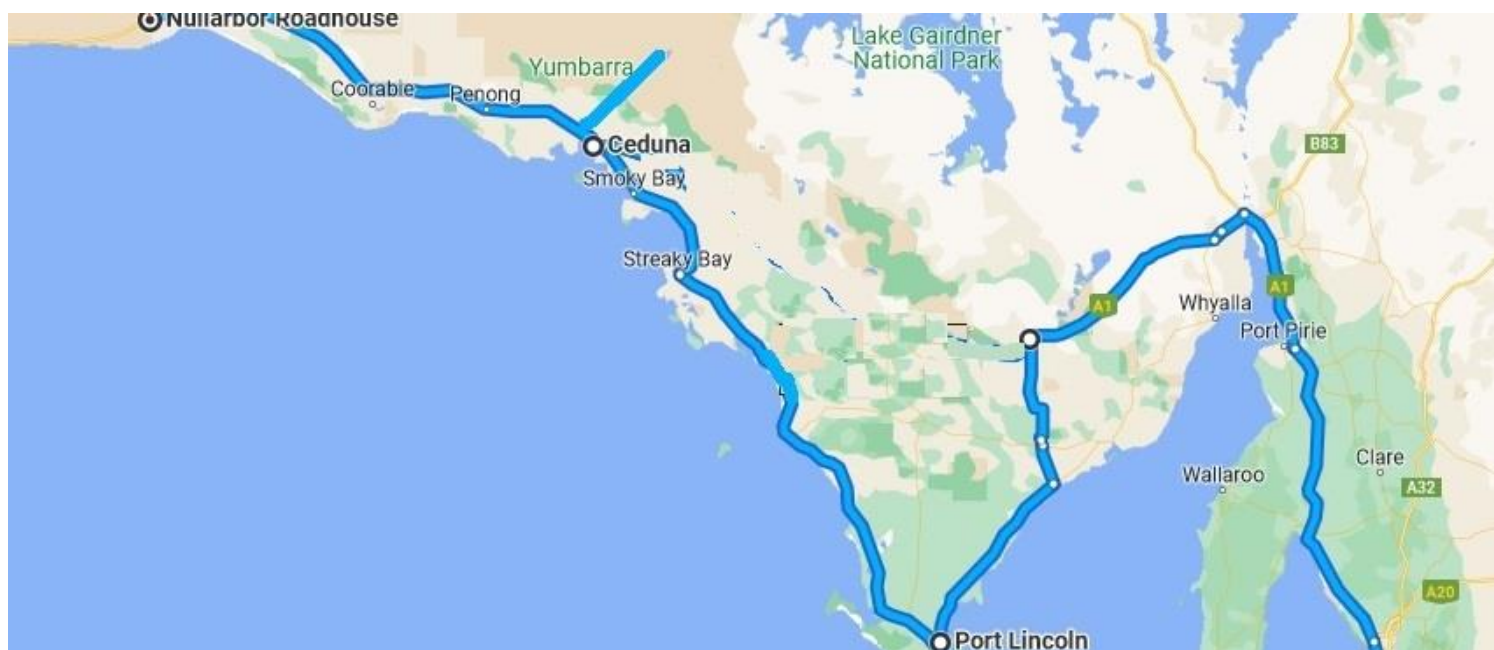 Nullarbor Roadhouse
Lake Gairdner
National Park
Yumbarra
Coorabie
Penong
B83
Ceduna
Smoky Bay
Streaky Bay
A1
A1
Whyalla
Port Pirie
Clare
Wallaroo
A32
A20
Port Lincoln